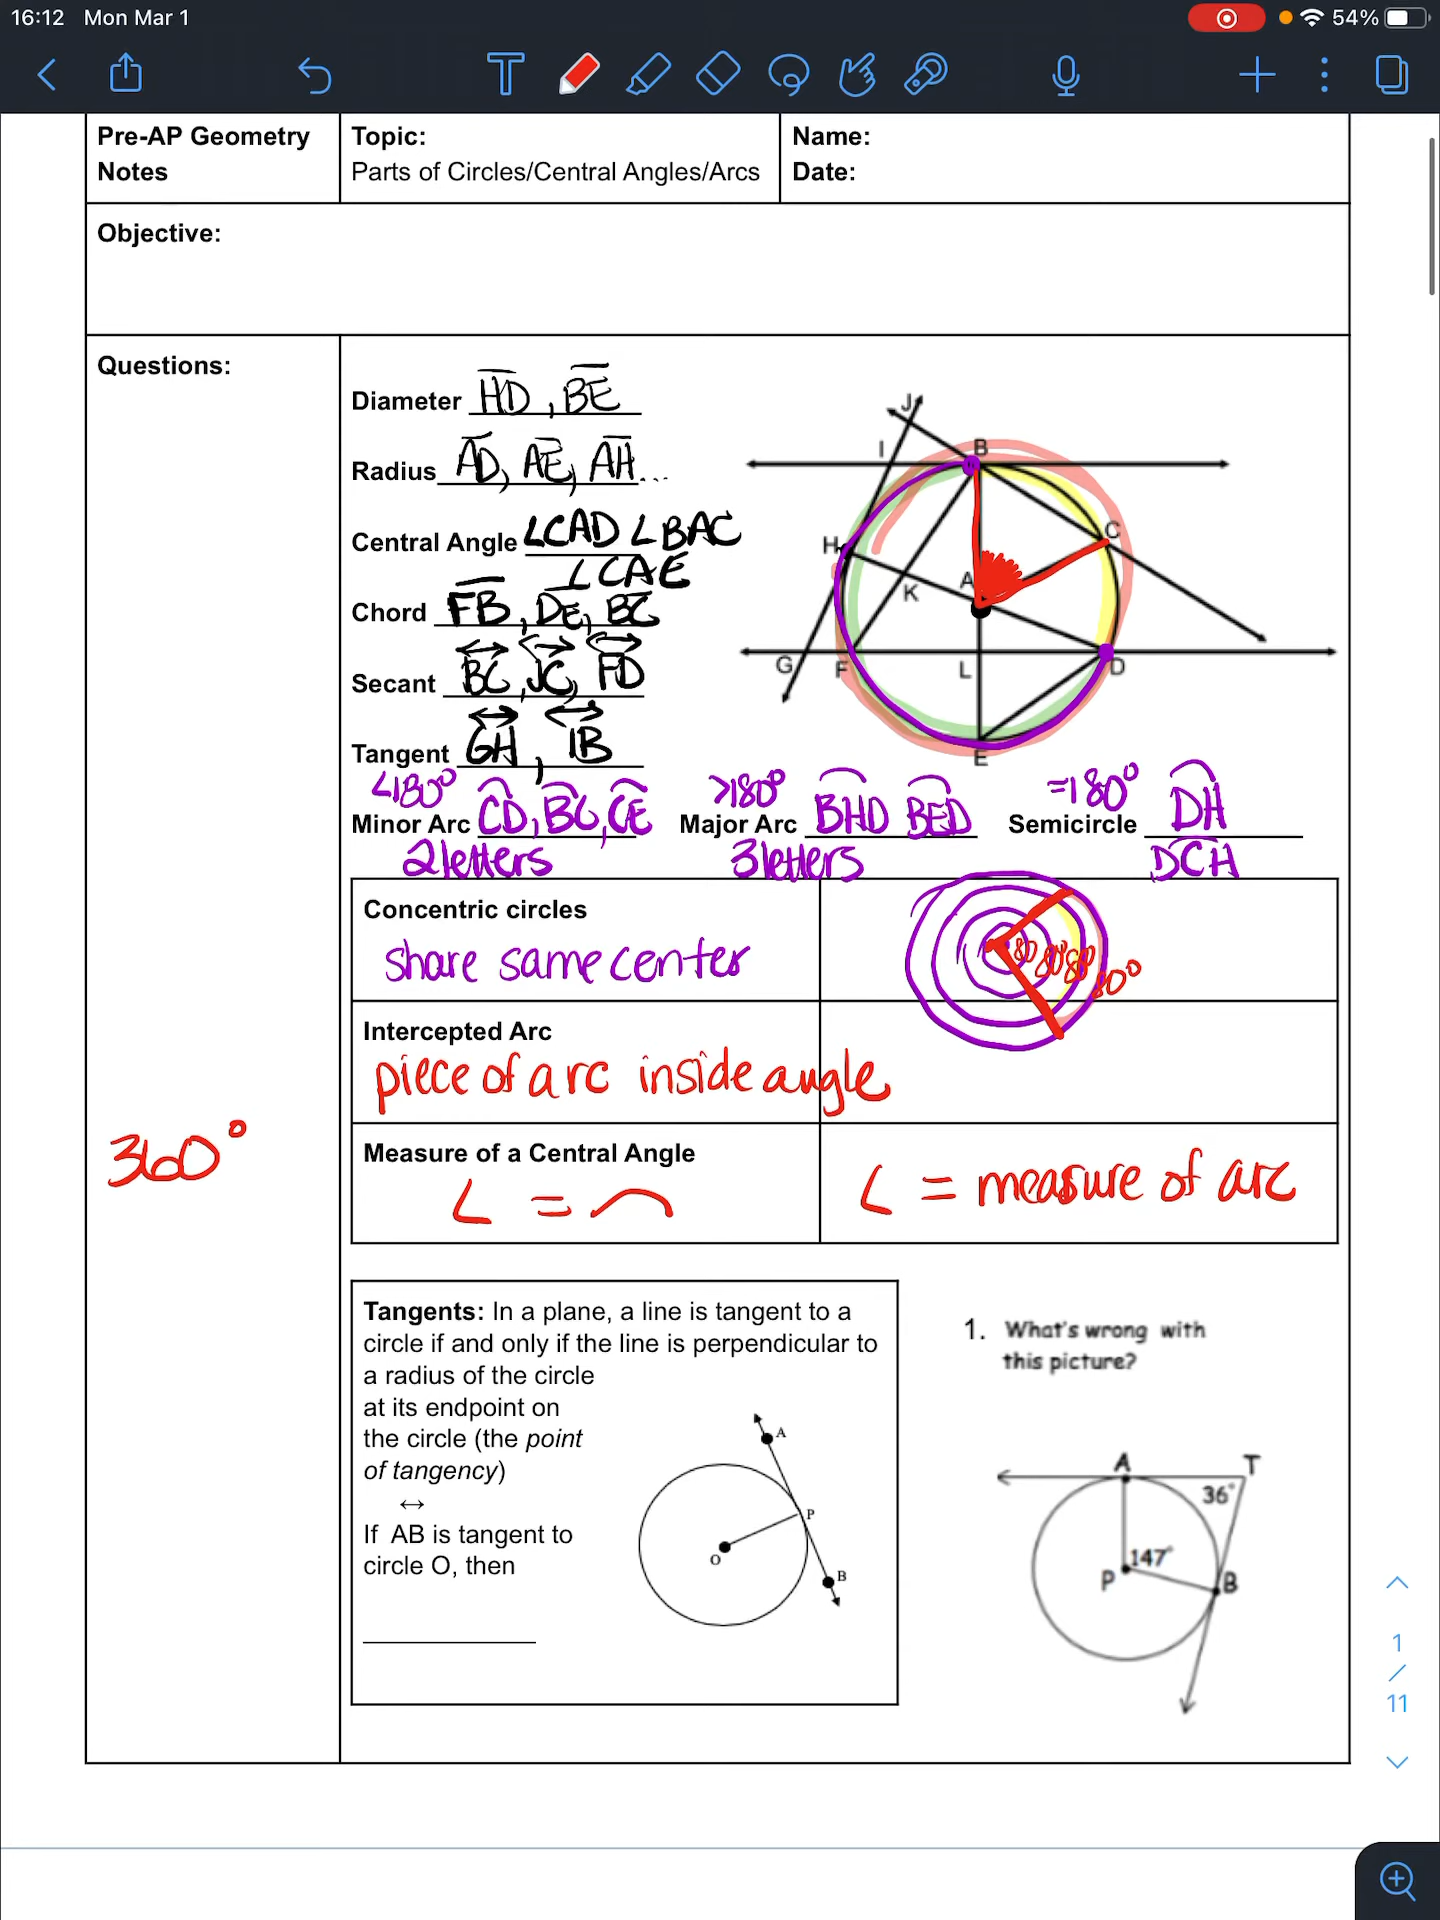 16:12 Mon Mar 1
54%
Pre-AP Geometry
Notes
Topic:
Parts of Circles/Central Angles/Arcs
Name:
Date:
Objective:
Questions:
Diameter HD, BE
Radius AD, AE, AH...
Central Angle ∠CAD ∠BAC
∠CAE
Chord FB, DE, BC
Secant BC, JC, FD
Tangent GH, IB
J
I
B
H
C
A
K
G
F
L
D
E
<180°
Minor Arc CD, BC, CE
2 letters
>180°
Major Arc BHD BED
3 letters
=180°
Semicircle DH
DCH
Concentric circles
share same center
80 80° 80° 80°
Intercepted Arc
piece of arc inside angle
360°
Measure of a Central Angle
∠ = ⌒
∠ = measure of arc
Tangents: In a plane, a line is tangent to a
circle if and only if the line is perpendicular to
a radius of the circle
at its endpoint on
the circle (the point
of tangency)
↔
If AB is tangent to
circle O, then
A
P
O
B
1. What's wrong with
this picture?
A
T
36°
147°
P
B
1
/
11